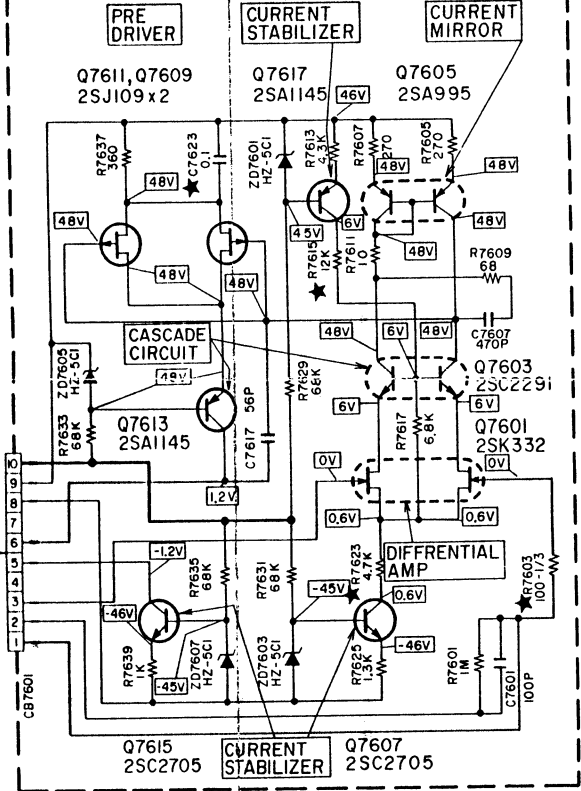 PRE
DRIVER
CURRENT
STABILIZER
CURRENT
MIRROR
Q7611, Q7609
2SJ109 x 2
Q7617
2SA1145
Q7605
2SA995
46V
R7637
360
C7623
0.1
ZD7601
HZ-5C1
R7613
4.3K
R7607
270
R7605
270
48V
48V
48V
★
48V
45V
6V
48V
48V
R7615
12K
R7611
10
48V
R7609
68
48V
48V
★
C7607
470P
CASCADE
CIRCUIT
48V
6V
48V
ZD7605
HZ-5C1
48V
R7629
68K
Q7603
2SC2291
R7633
68K
Q7613
2SA1145
56P
C7617
6V
R7617
6.8K
6V
Q7601
2SK332
10
9
8
7
6
5
4
3
2
1
CB7601
0V
0V
1.2V
0.6V
0.6V
DIFFRENTIAL
AMP
-1.2V
R7635
68K
R7631
68K
-45V
R7623
4.7K
★
0.6V
R7603
100-1/3
★
-46V
-46V
R7639
1K
-45V
ZD7607
HZ-5C1
ZD7603
HZ-5C1
R7625
1.3K
R7601
1M
C7601
100P
Q7615
2SC2705
CURRENT
STABILIZER
Q7607
2SC2705